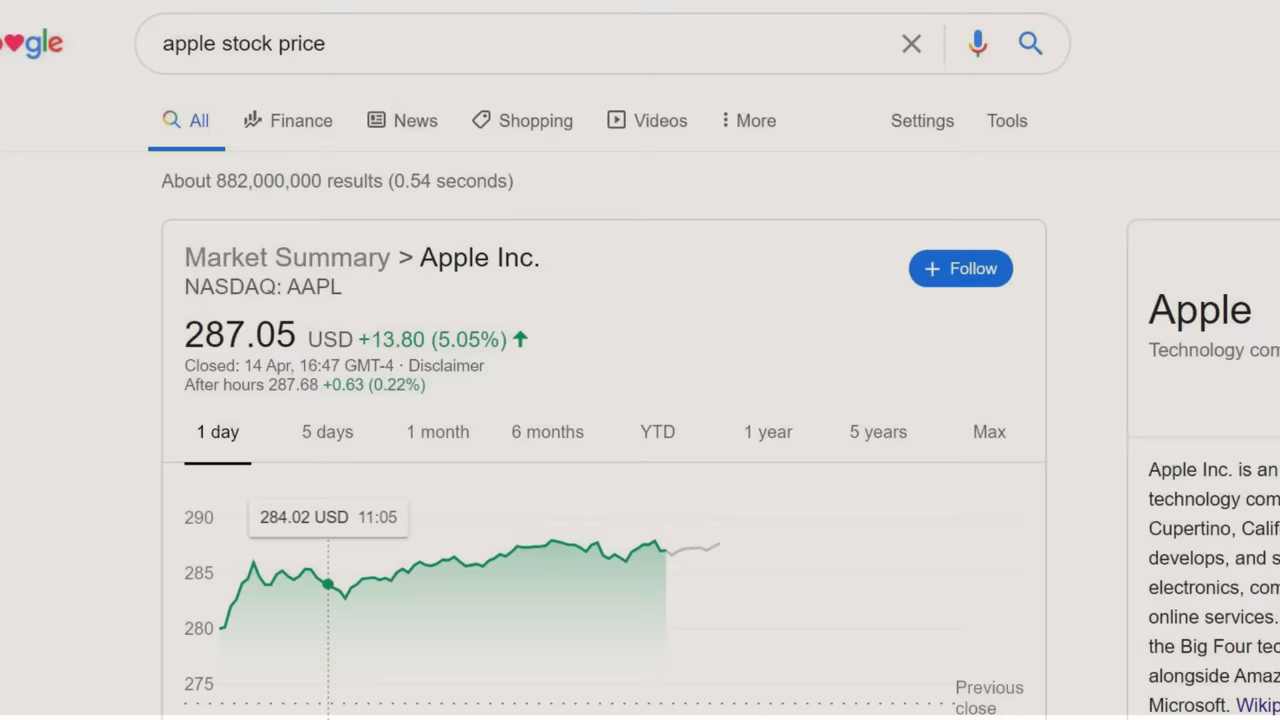 gle
apple stock price
All Finance News Shopping Videos More Settings Tools
About 882,000,000 results (0.54 seconds)
Market Summary > Apple Inc.
NASDAQ: AAPL
+ Follow
287.05 USD +13.80 (5.05%)
Closed: 14 Apr, 16:47 GMT-4 · Disclaimer
After hours 287.68 +0.63 (0.22%)
1 day 5 days 1 month 6 months YTD 1 year 5 years Max
284.02 USD 11:05
290
285
280
275
Previous
close
Apple
Technology com
Apple Inc. is an
technology com
Cupertino, Calif
develops, and s
electronics, com
online services.
the Big Four tec
alongside Amaz
Microsoft. Wikip